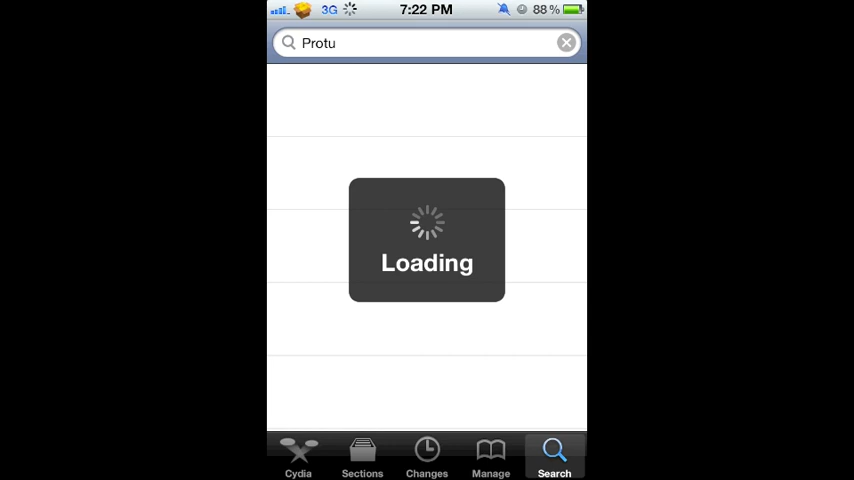 3G 7:22 PM 88 %
Protu
Loading
Cydia Sections Changes Manage Search